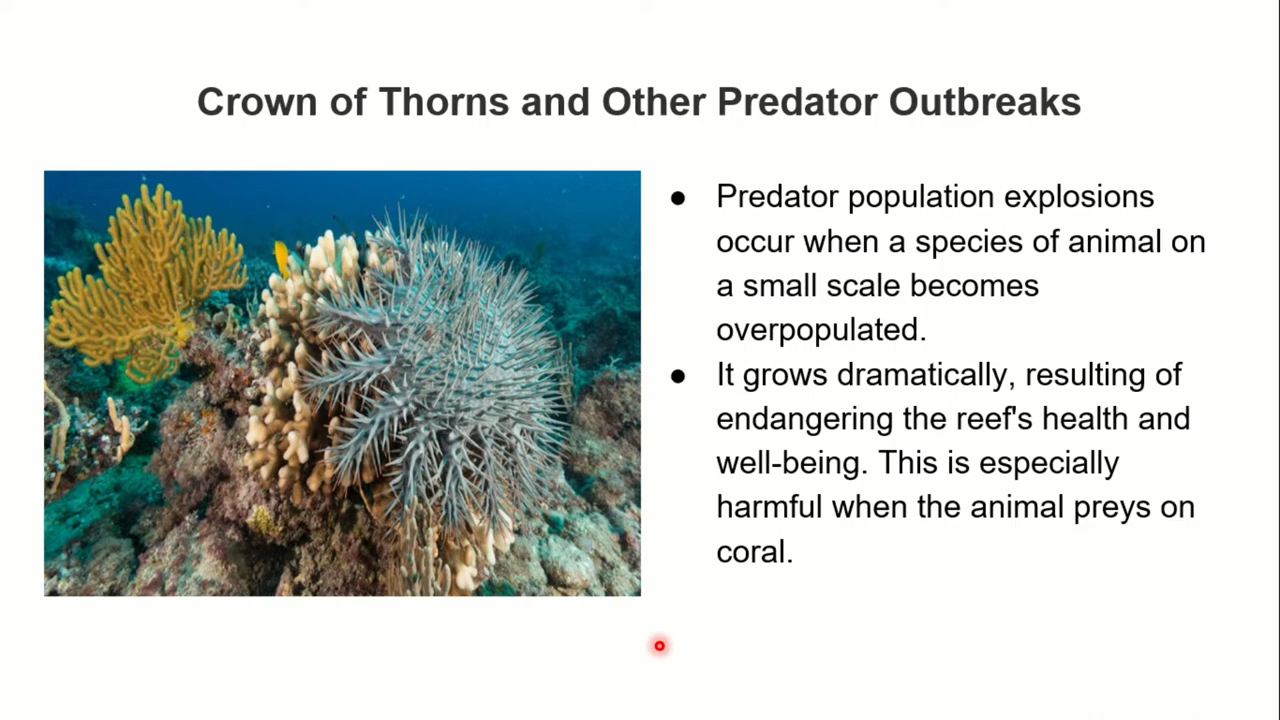 Crown of Thorns and Other Predator Outbreaks
● Predator population explosions
occur when a species of animal on
a small scale becomes
overpopulated.
● It grows dramatically, resulting of
endangering the reef's health and
well-being. This is especially
harmful when the animal preys on
coral.